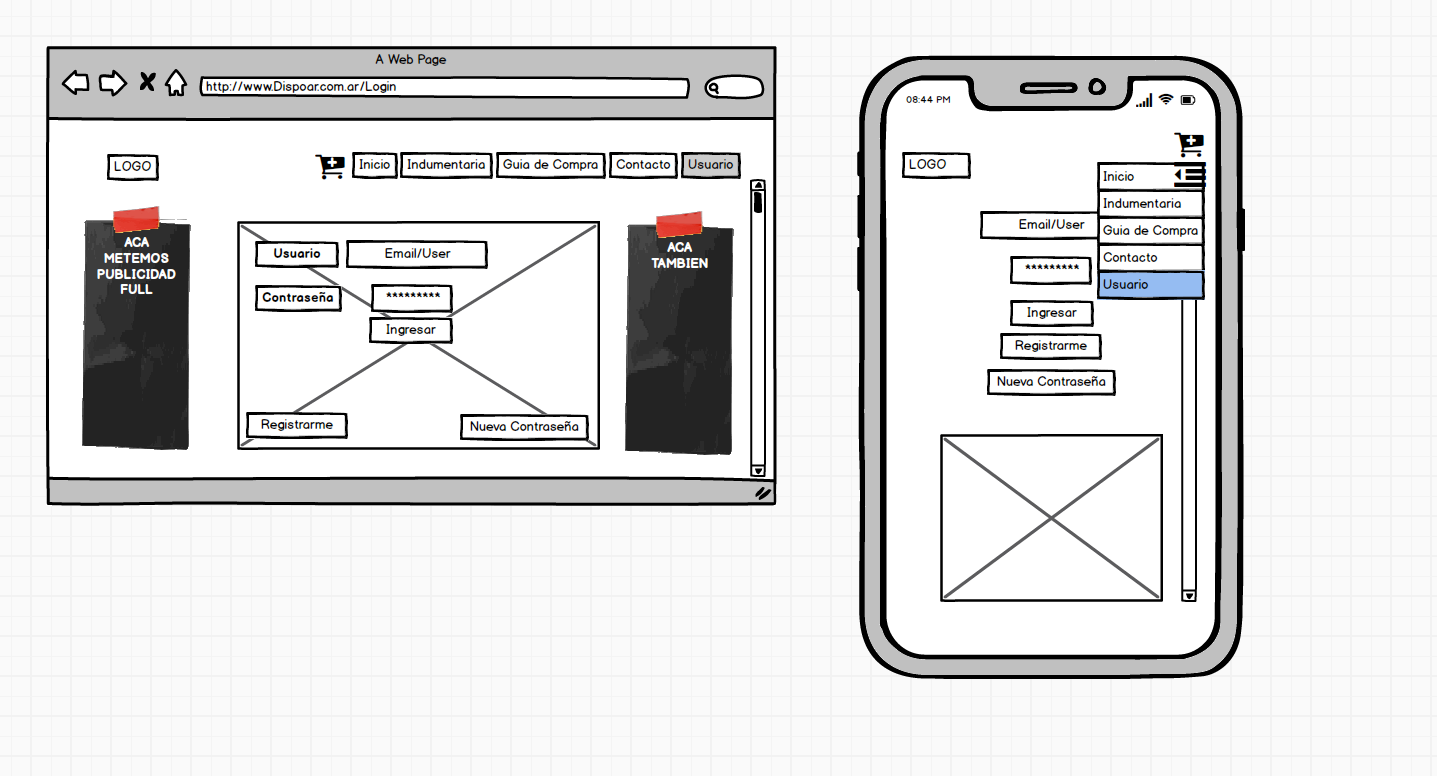 A Web Page
http://www.Dispoar.com.ar/Login
LOGO
Inicio
Indumentaria
Guia de Compra
Contacto
Usuario
ACA
METEMOS
PUBLICIDAD
FULL
Usuario
Email/User
Contraseña
*********
Ingresar
Registrarme
Nueva Contraseña
ACA
TAMBIEN
08:44 PM
LOGO
Inicio
Indumentaria
Guia de Compra
Contacto
Usuario
Email/User
*********
Ingresar
Registrarme
Nueva Contraseña